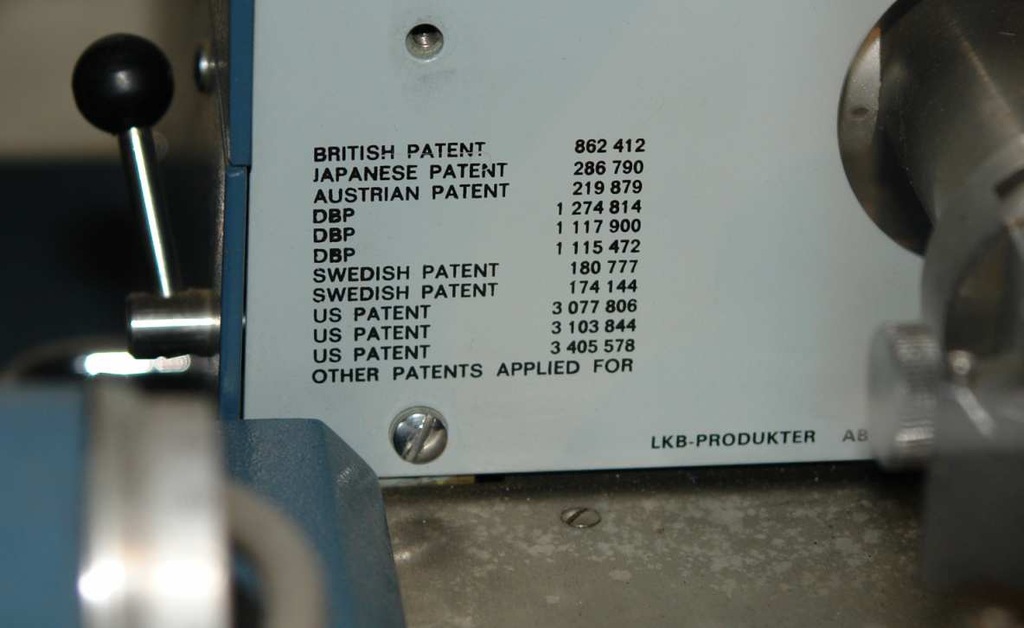 BRITISH PATENT 862 412
JAPANESE PATENT 286 790
AUSTRIAN PATENT 219 879
DBP 1 274 814
DBP 1 117 900
DBP 1 115 472
SWEDISH PATENT 180 777
SWEDISH PATENT 174 144
US PATENT 3 077 806
US PATENT 3 103 844
US PATENT 3 405 578
OTHER PATENTS APPLIED FOR
LKB-PRODUKTER AB